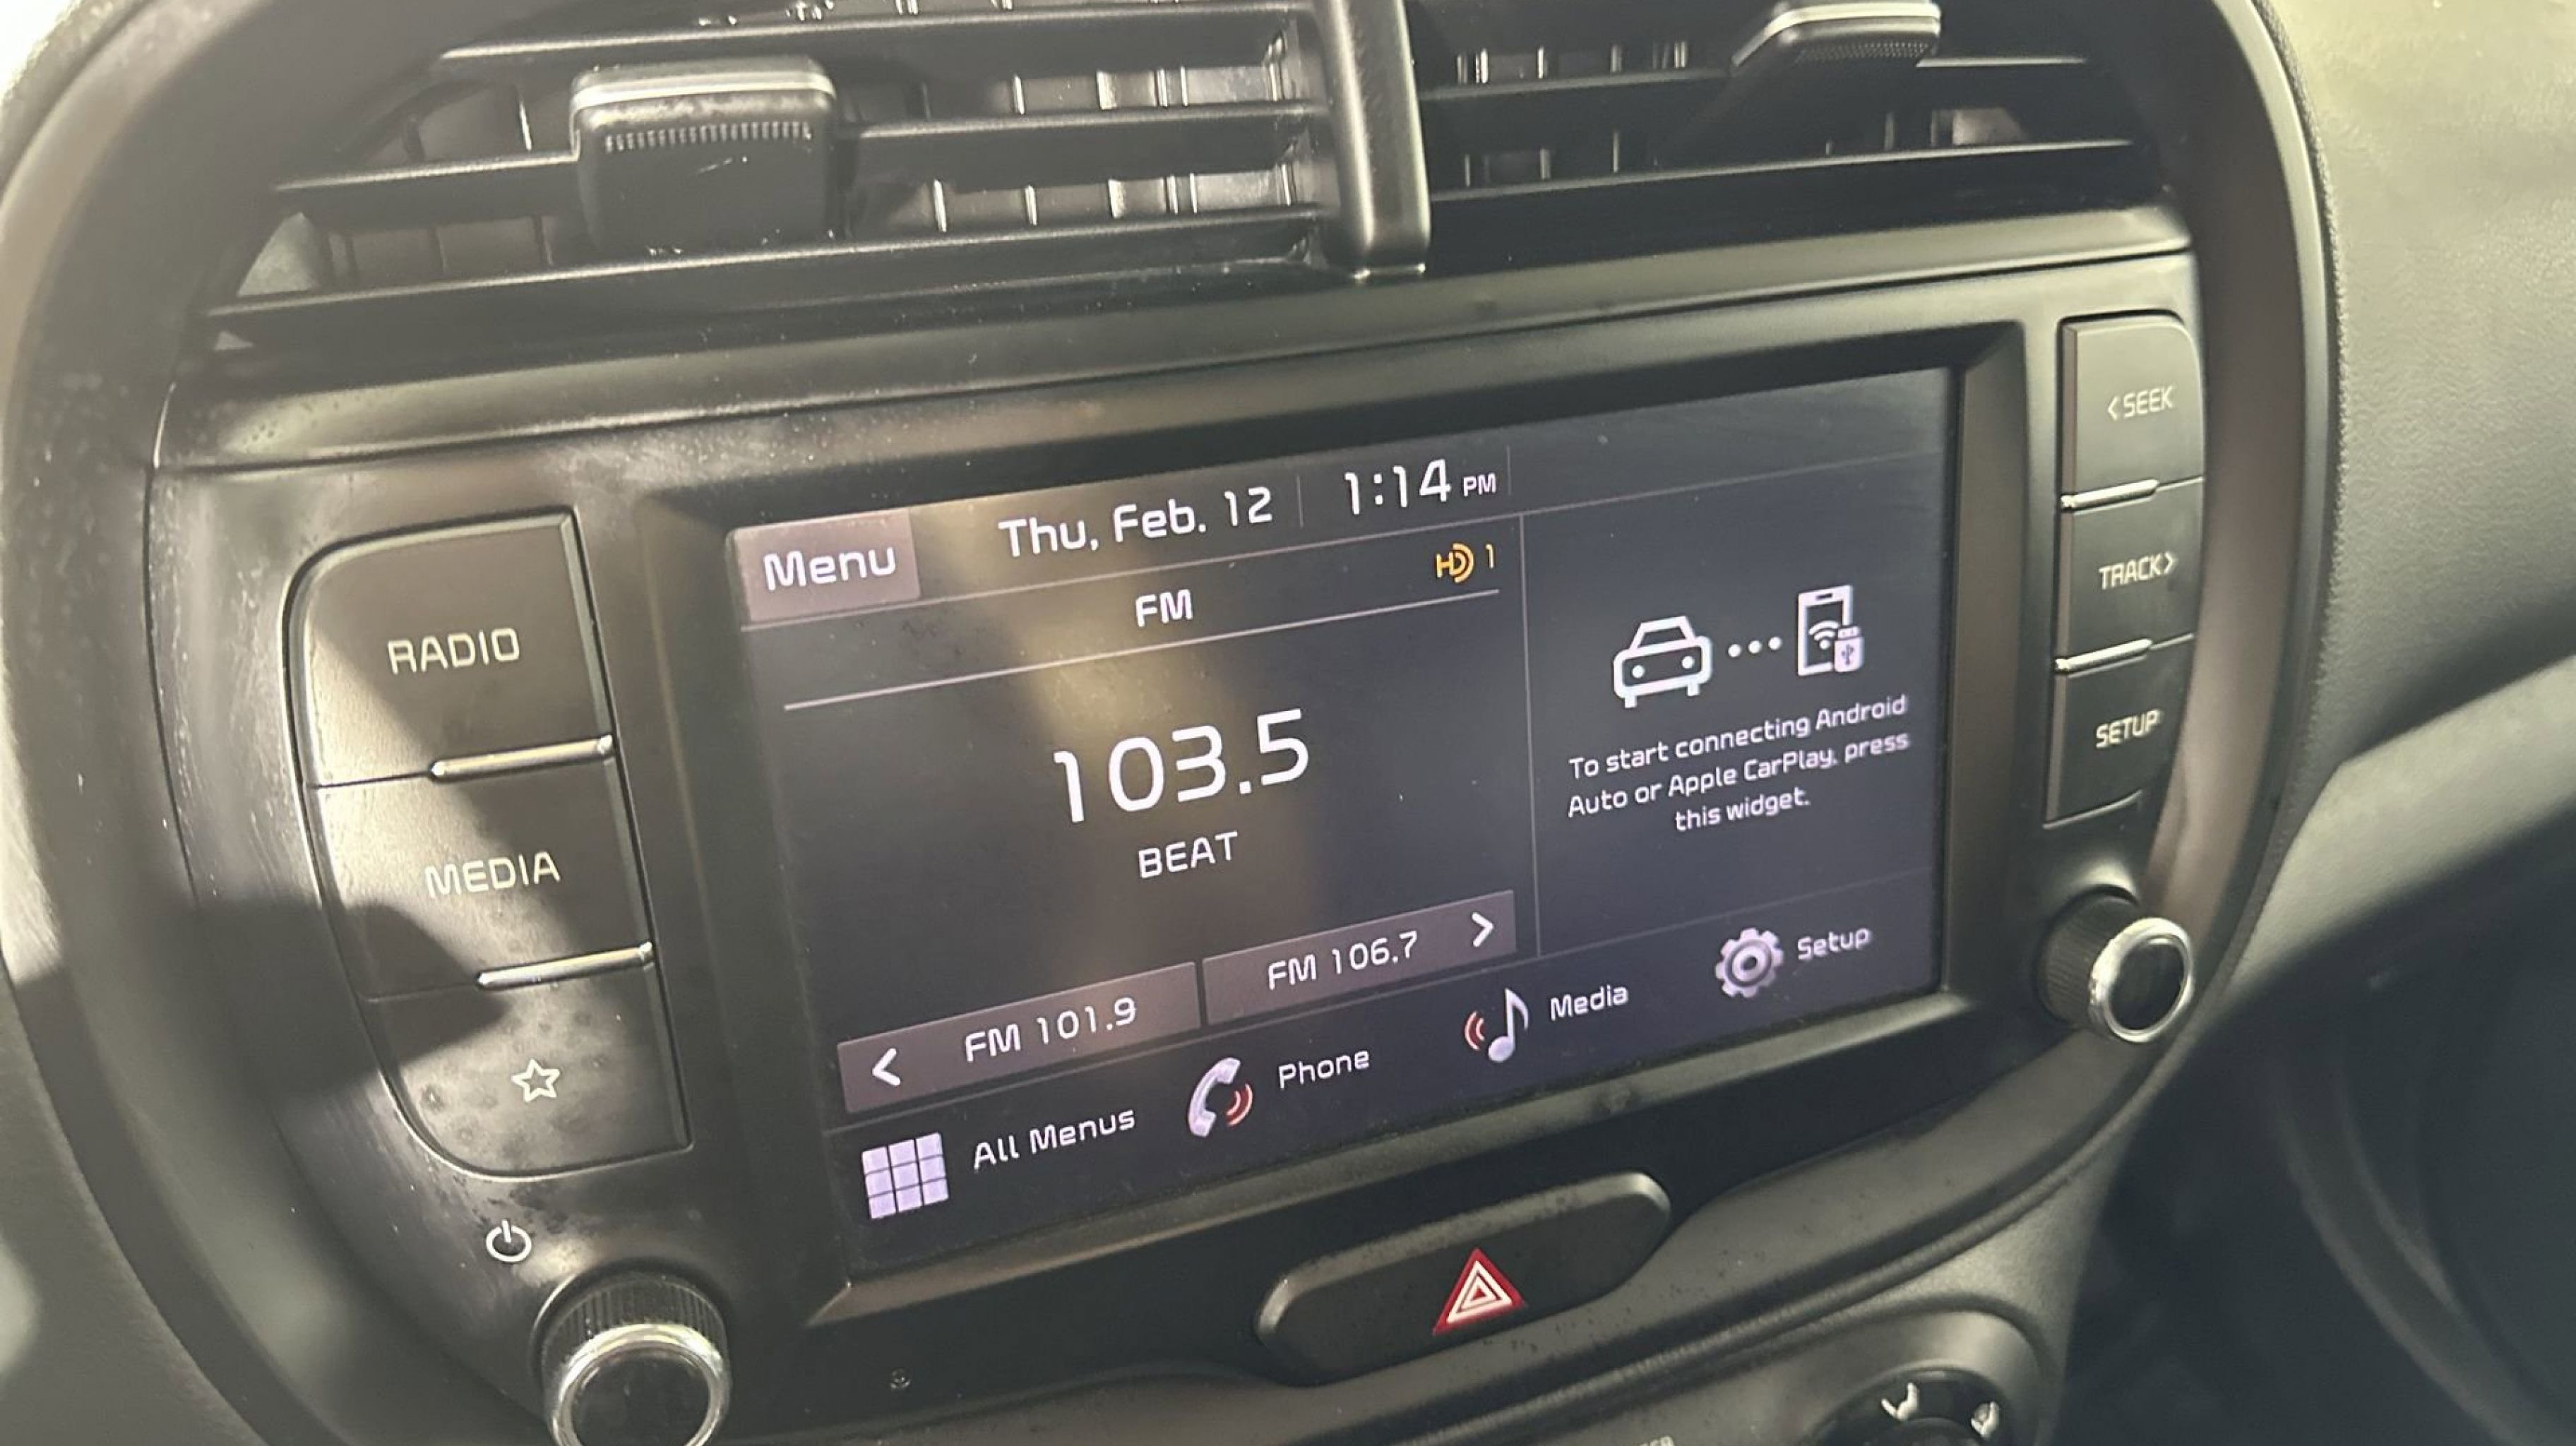 Menu
Thu, Feb. 12
1:14 PM
FM
HD 1
103.5
BEAT
FM 101.9
FM 106.7
To start connecting Android
Auto or Apple CarPlay, press
this widget.
All Menus
Phone
Media
Setup
RADIO
MEDIA
<SEEK
TRACK>
SETUP